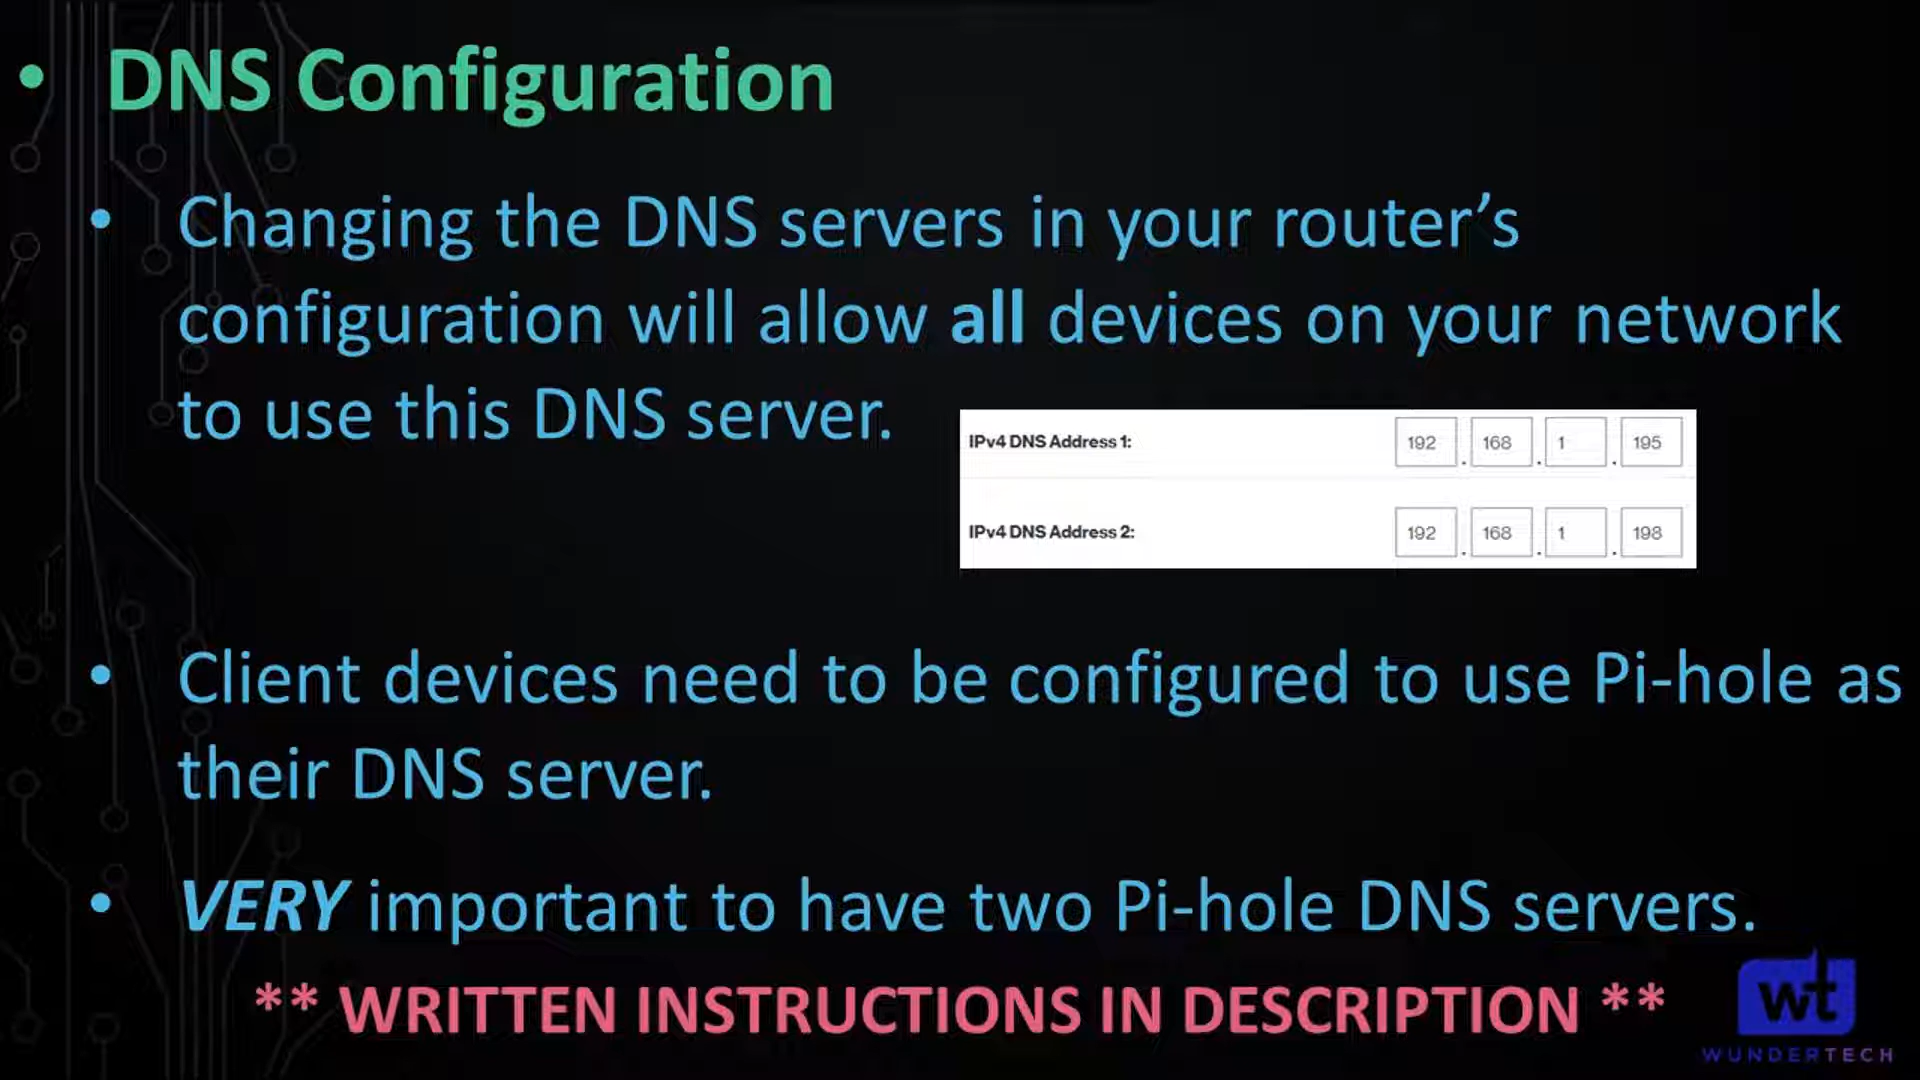 • DNS Configuration
• Changing the DNS servers in your router’s
configuration will allow all devices on your network
to use this DNS server.
IPv4 DNS Address 1: 192 . 168 . 1 . 195
IPv4 DNS Address 2: 192 . 168 . 1 . 198
• Client devices need to be configured to use Pi-hole as
their DNS server.
• VERY important to have two Pi-hole DNS servers.
** WRITTEN INSTRUCTIONS IN DESCRIPTION **
wt
WUNDERTECH